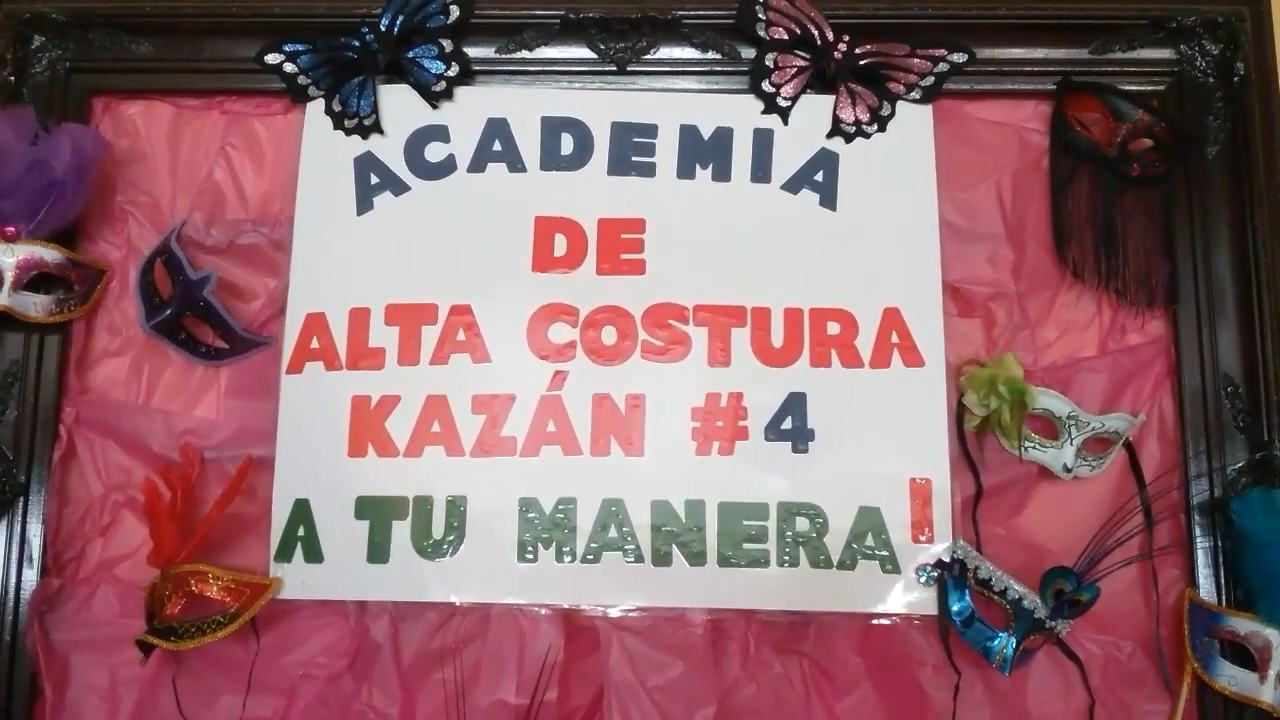 ACADEMIA
DE
ALTA COSTURA
KAZÁN #4
A TU MANERA!